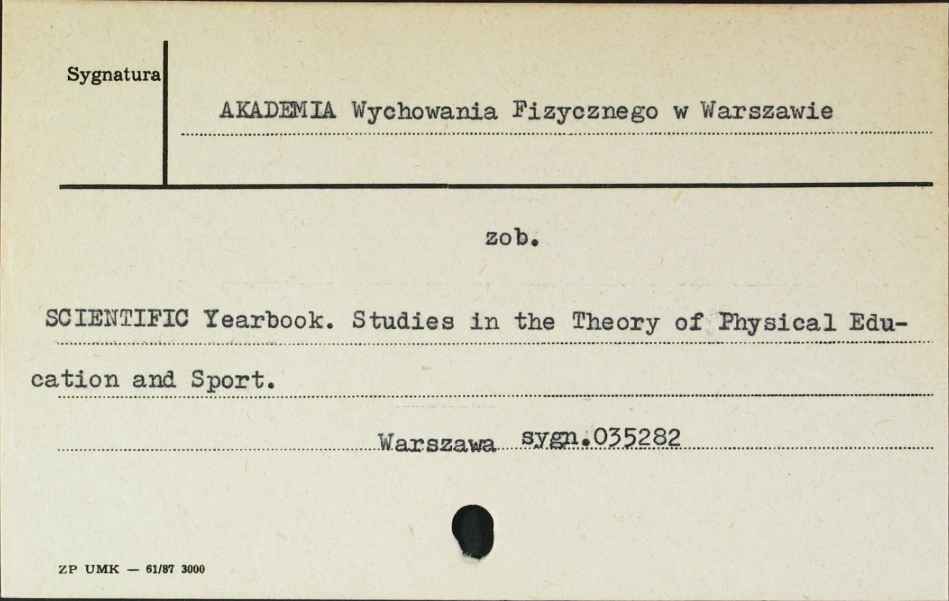 Sygnatura
AKADEMIA Wychowania Fizycznego w Warszawie
zob.
SCIENTIFIC Yearbook. Studies in the Theory of Physical Edu-
cation and Sport.
Warszawa sygn.035282
ZP UMK — 61/87 3000